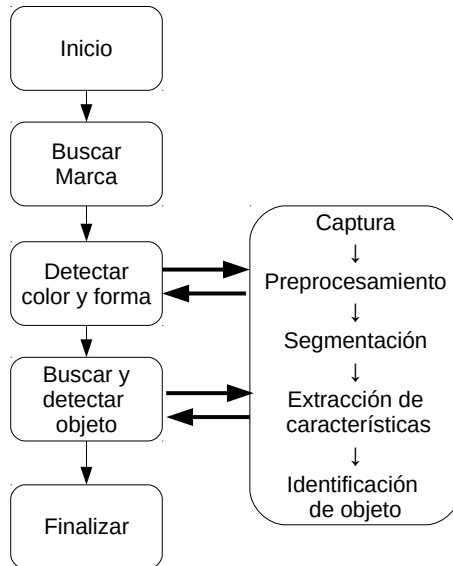 Inicio
Buscar
Marca
Detectar
color y forma
Buscar y
detectar
objeto
Finalizar
Captura
↓
Preprocesamiento
↓
Segmentación
↓
Extracción de
características
↓
Identificación
de objeto